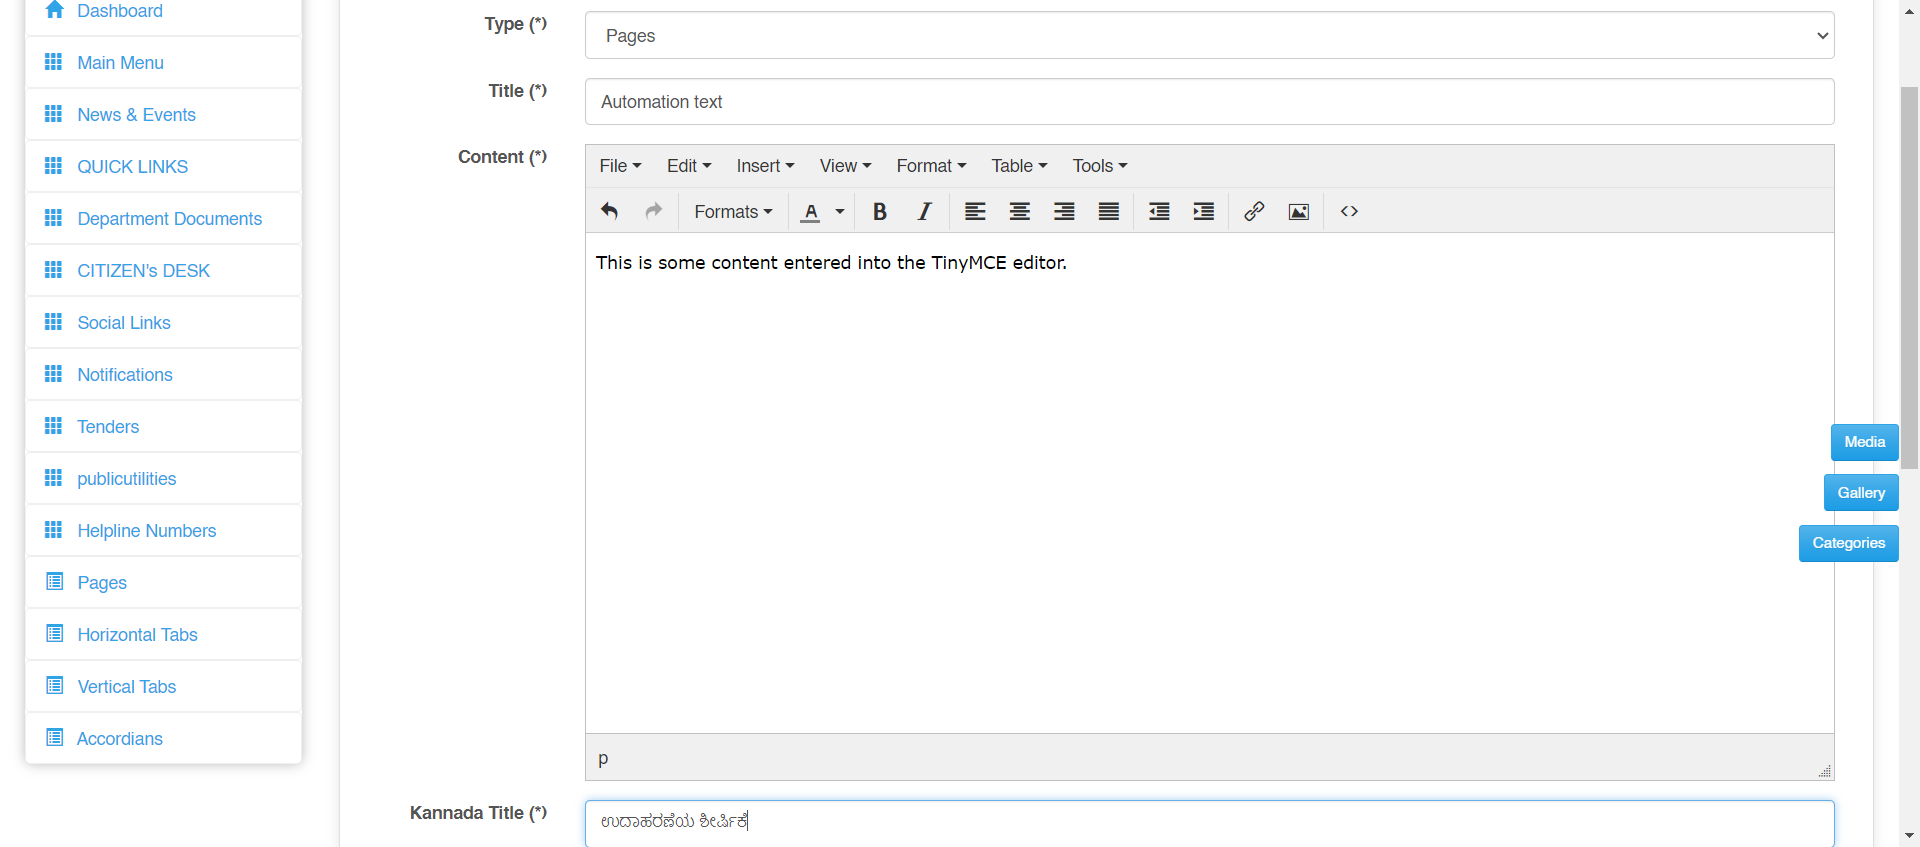 Dashboard
Main Menu
News & Events
QUICK LINKS
Department Documents
CITIZEN's DESK
Social Links
Notifications
Tenders
publicutilities
Helpline Numbers
Pages
Horizontal Tabs
Vertical Tabs
Accordians
Type (*)
Pages
Title (*)
Automation text
Content (*)
File Edit Insert View Format Table Tools
Formats A B I <>
This is some content entered into the TinyMCE editor.
p
Kannada Title (*)
ಉದಾಹರಣೆಯ ಶೀರ್ಷಿಕೆ
Media
Gallery
Categories